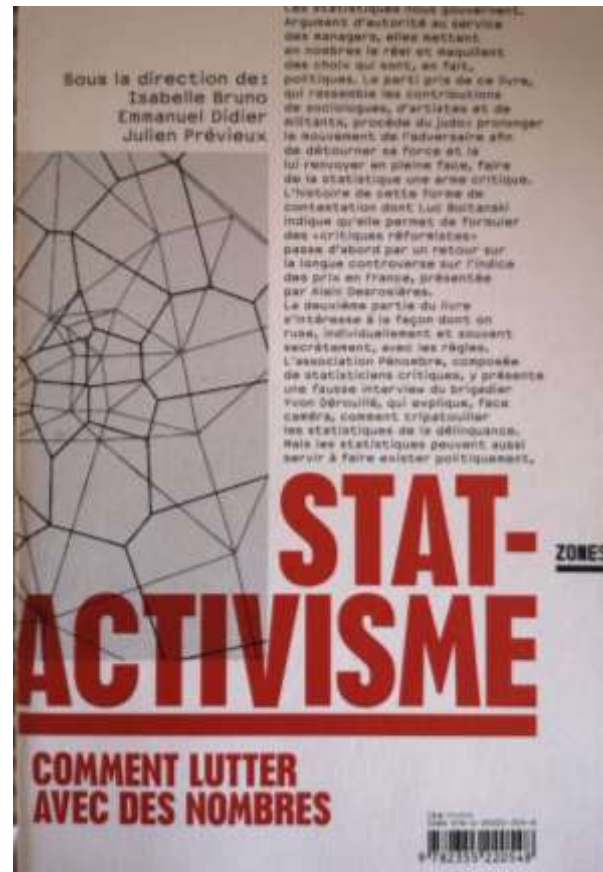 Sous la direction de:
Isabelle Bruno
Emmanuel Didier
Julien Prévieux
Les statistiques nous gouvernent.
Argument d'autorité au service
des managers, elles mettent
en nombres le réel et maquillent
des choix qui sont, en fait,
politiques. Le parti pris de ce livre,
qui rassemble les contributions
de sociologues, d'artistes et de
militants, procède du judo: prolonger
le mouvement de l'adversaire afin
de détourner sa force et la
lui renvoyer en pleine face, faire
de la statistique une arme critique.
L'histoire de cette forme de
contestation dont Luc Boltanski
indique qu'elle permet de formuler
des «critiques réformistes»
passe d'abord par un retour sur
la longue controverse sur l'indice
des prix en France, présentée
par Alain Desrosières.
La deuxième partie du livre
s'intéresse à la façon dont on
ruse, individuellement et souvent
secrètement, avec les règles.
L'association Pénombre, composée
de statisticiens critiques, y présente
une fausse interview du brigadier
Yvon Dérouillé, qui explique, face
caméra, comment tripatouiller
les statistiques de la délinquance.
Mais les statistiques peuvent aussi
servir à faire exister politiquement,
STAT-
ACTIVISME
ZONES
COMMENT LUTTER
AVEC DES NOMBRES
9 782355 220548